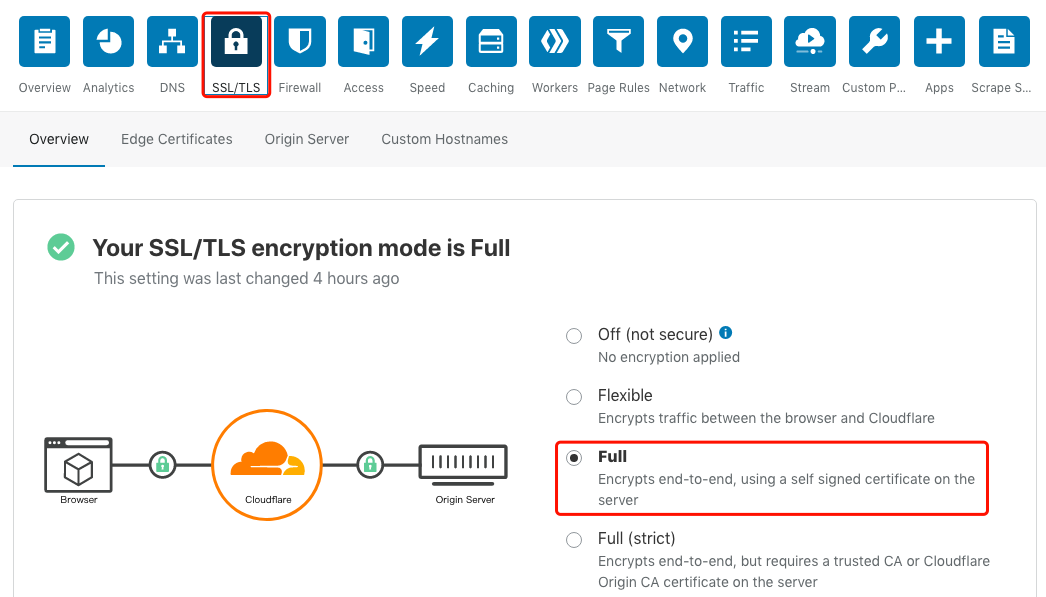 Overview Analytics DNS SSL/TLS Firewall Access Speed Caching Workers Page Rules Network Traffic Stream Custom P... Apps Scrape S...
Overview Edge Certificates Origin Server Custom Hostnames
Your SSL/TLS encryption mode is Full
This setting was last changed 4 hours ago
Off (not secure)
No encryption applied
Flexible
Encrypts traffic between the browser and Cloudflare
Full
Encrypts end-to-end, using a self signed certificate on the
server
Full (strict)
Encrypts end-to-end, but requires a trusted CA or Cloudflare
Origin CA certificate on the server
Browser Cloudflare Origin Server